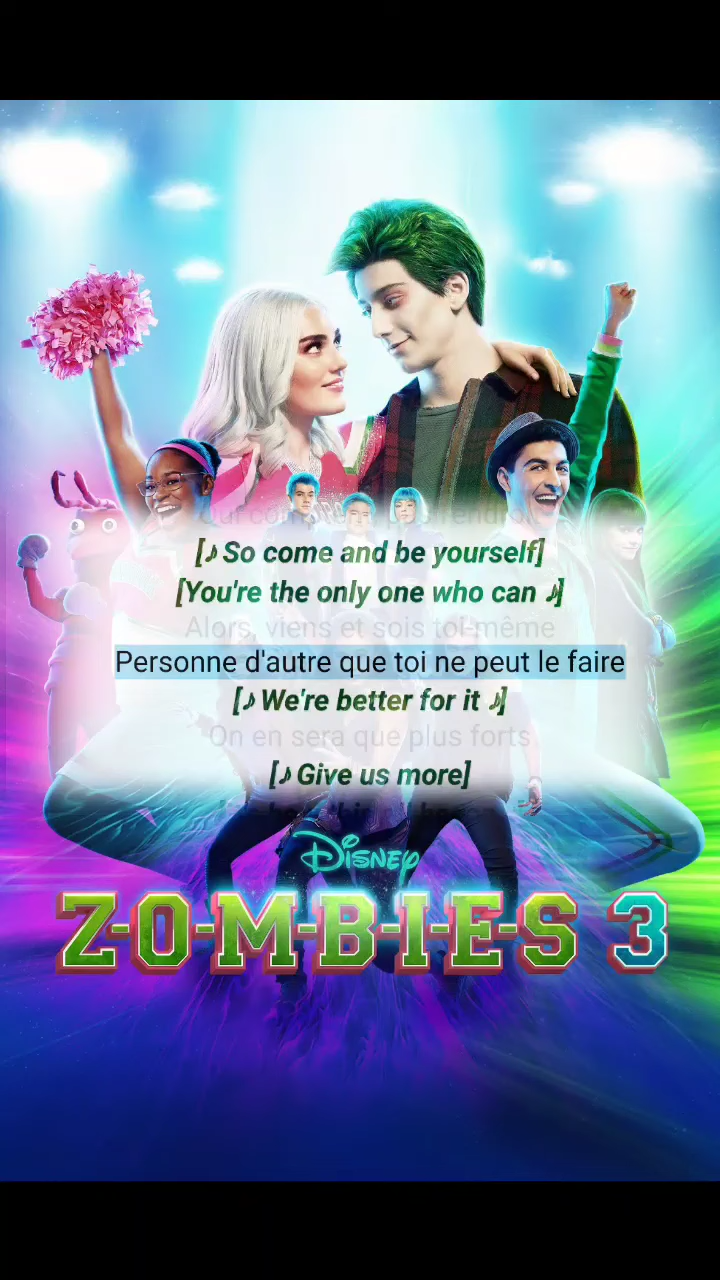 [♪ So come and be yourself]
[You're the only one who can ♪]
Alors, viens et sois toi-même
Personne d'autre que toi ne peut le faire
[♪ We're better for it ♪]
On en sera que plus forts
[♪ Give us more]
Disney
Z-O-M-B-I-E-S 3